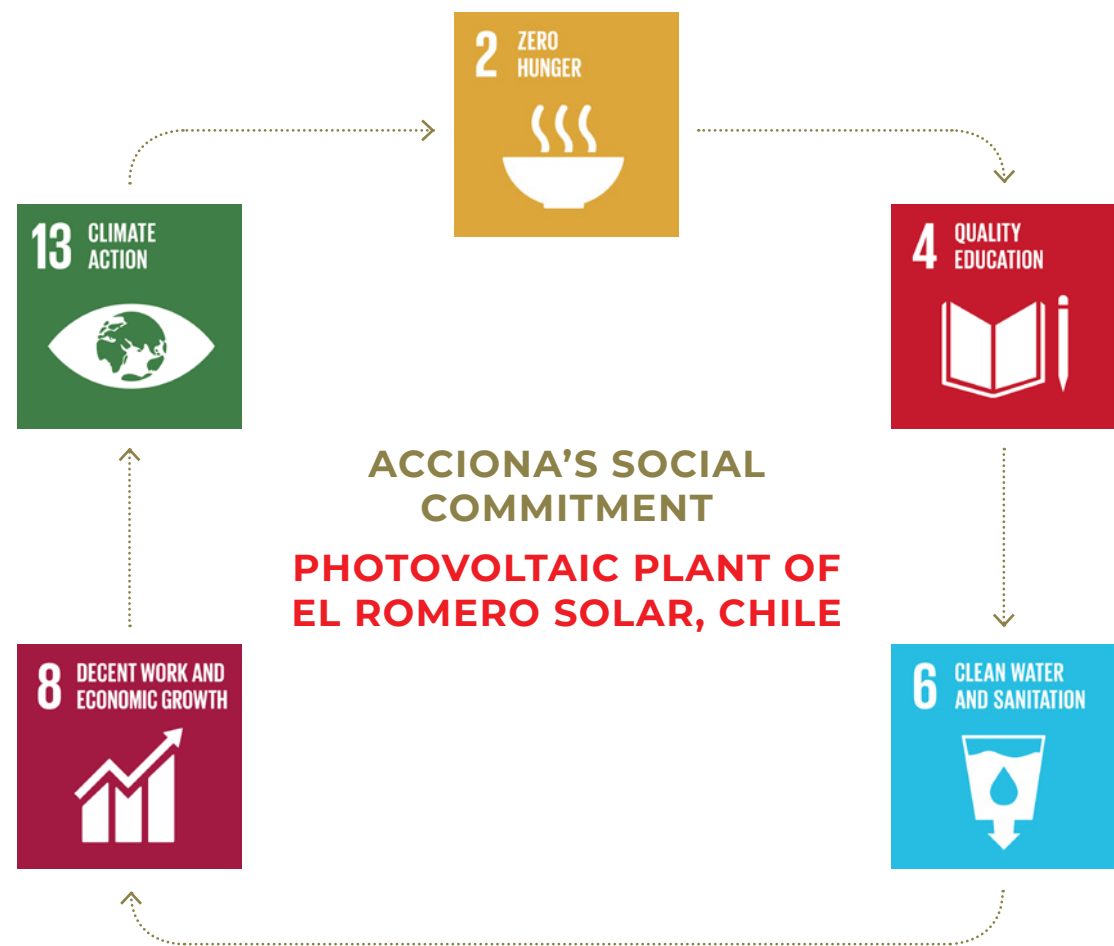 2 ZERO
HUNGER
13 CLIMATE
ACTION
4 QUALITY
EDUCATION
ACCIONA’S SOCIAL
COMMITMENT
PHOTOVOLTAIC PLANT OF
EL ROMERO SOLAR, CHILE
8 DECENT WORK AND
ECONOMIC GROWTH
6 CLEAN WATER
AND SANITATION